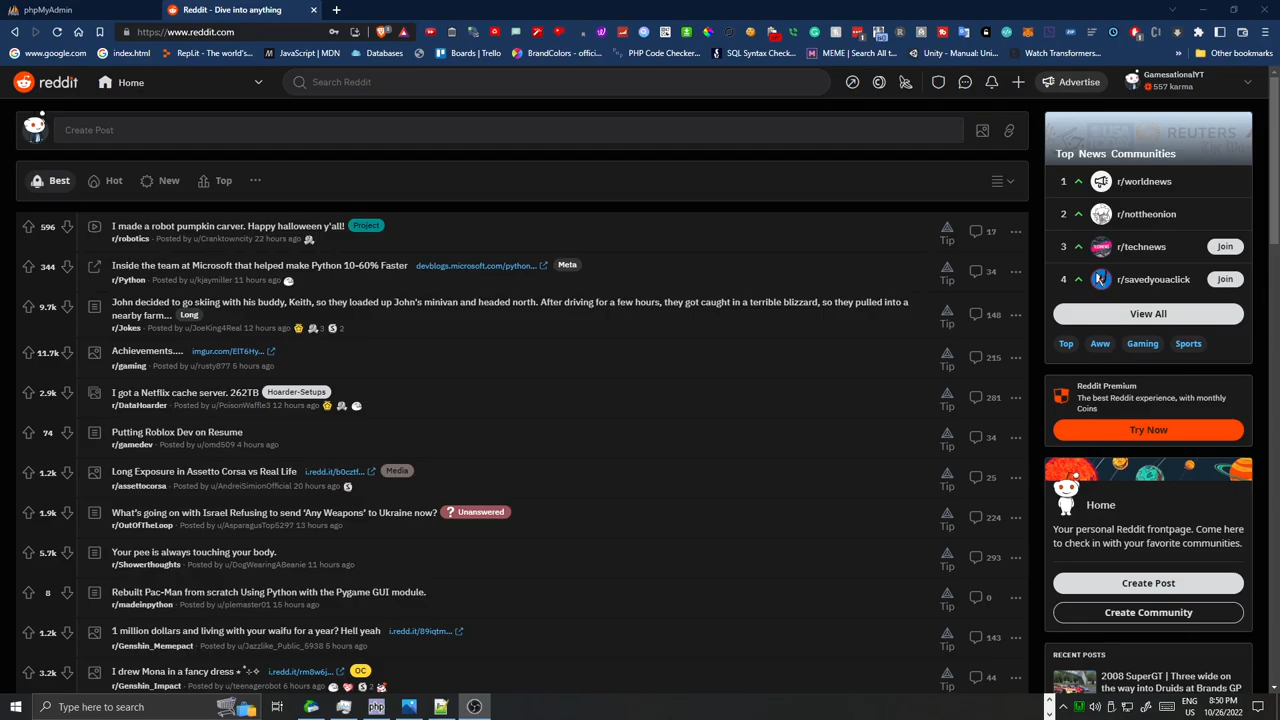 phpMyAdmin
Reddit - Dive into anything
https://www.reddit.com
www.google.com
index.html
Rep.lit - The world's...
JavaScript | MDN
Databases
Boards | Trello
BrandColors - offici...
PHP Code Checker...
SQL Syntax Check...
MEME | Search All t...
Unity - Manual: Uni...
Watch Transformers...
Other bookmarks
reddit
Home
Search Reddit
Advertise
GamesationalYT
557 karma
Create Post
Best
Hot
New
Top
596
I made a robot pumpkin carver. Happy halloween y'all!
Project
r/robotics · Posted by u/Cranktowncity 22 hours ago
Tip
17
344
Inside the team at Microsoft that helped make Python 10-60% Faster
devblogs.microsoft.com/python...
Meta
r/Python · Posted by u/kjaymiller 11 hours ago
Tip
34
9.7k
John decided to go skiing with his buddy, Keith, so they loaded up John's minivan and headed north. After driving for a few hours, they got caught in a terrible blizzard, so they pulled into a
nearby farm...
Long
r/Jokes · Posted by u/JoeKing4Real 12 hours ago
3
2
Tip
148
11.7k
Achievements....
imgur.com/ElT6Hy...
r/gaming · Posted by u/rusty877 5 hours ago
Tip
215
2.9k
I got a Netflix cache server. 262TB
Hoarder-Setups
r/DataHoarder · Posted by u/PoisonWaffle3 12 hours ago
Tip
281
74
Putting Roblox Dev on Resume
r/gamedev · Posted by u/omd509 4 hours ago
Tip
34
1.2k
Long Exposure in Assetto Corsa vs Real Life
i.redd.it/b0cztf...
Media
r/assettocorsa · Posted by u/AndreiSimionOfficial 20 hours ago
Tip
25
1.9k
What's going on with Israel Refusing to send 'Any Weapons' to Ukraine now?
? Unanswered
r/OutOfTheLoop · Posted by u/AsparagusTop5297 13 hours ago
Tip
224
5.7k
Your pee is always touching your body.
r/Showerthoughts · Posted by u/DogWearingABeanie 11 hours ago
Tip
293
8
Rebuilt Pac-Man from scratch Using Python with the Pygame GUI module.
r/madeinpython · Posted by u/plemaster01 15 hours ago
Tip
0
1.2k
1 million dollars and living with your waifu for a year? Hell yeah
i.redd.it/89iqtm...
r/Genshin_Memepact · Posted by u/Jazzlike_Public_5938 5 hours ago
Tip
143
3.2k
I drew Mona in a fancy dress
i.redd.it/rm8w6j...
OC
r/Genshin_Impact · Posted by u/teenagerobot 6 hours ago
2
Tip
44
REUTERS
Top News Communities
1
r/worldnews
2
r/nottheonion
3
r/technews
Join
4
r/savedyouaclick
Join
View All
Top
Aww
Gaming
Sports
Reddit Premium
The best Reddit experience, with monthly
Coins
Try Now
Home
Your personal Reddit frontpage. Come here
to check in with your favorite communities.
Create Post
Create Community
RECENT POSTS
2008 SuperGT | Three wide on
the way into Druids at Brands GP
Type here to search
php
ENG
US
8:50 PM
10/26/2022